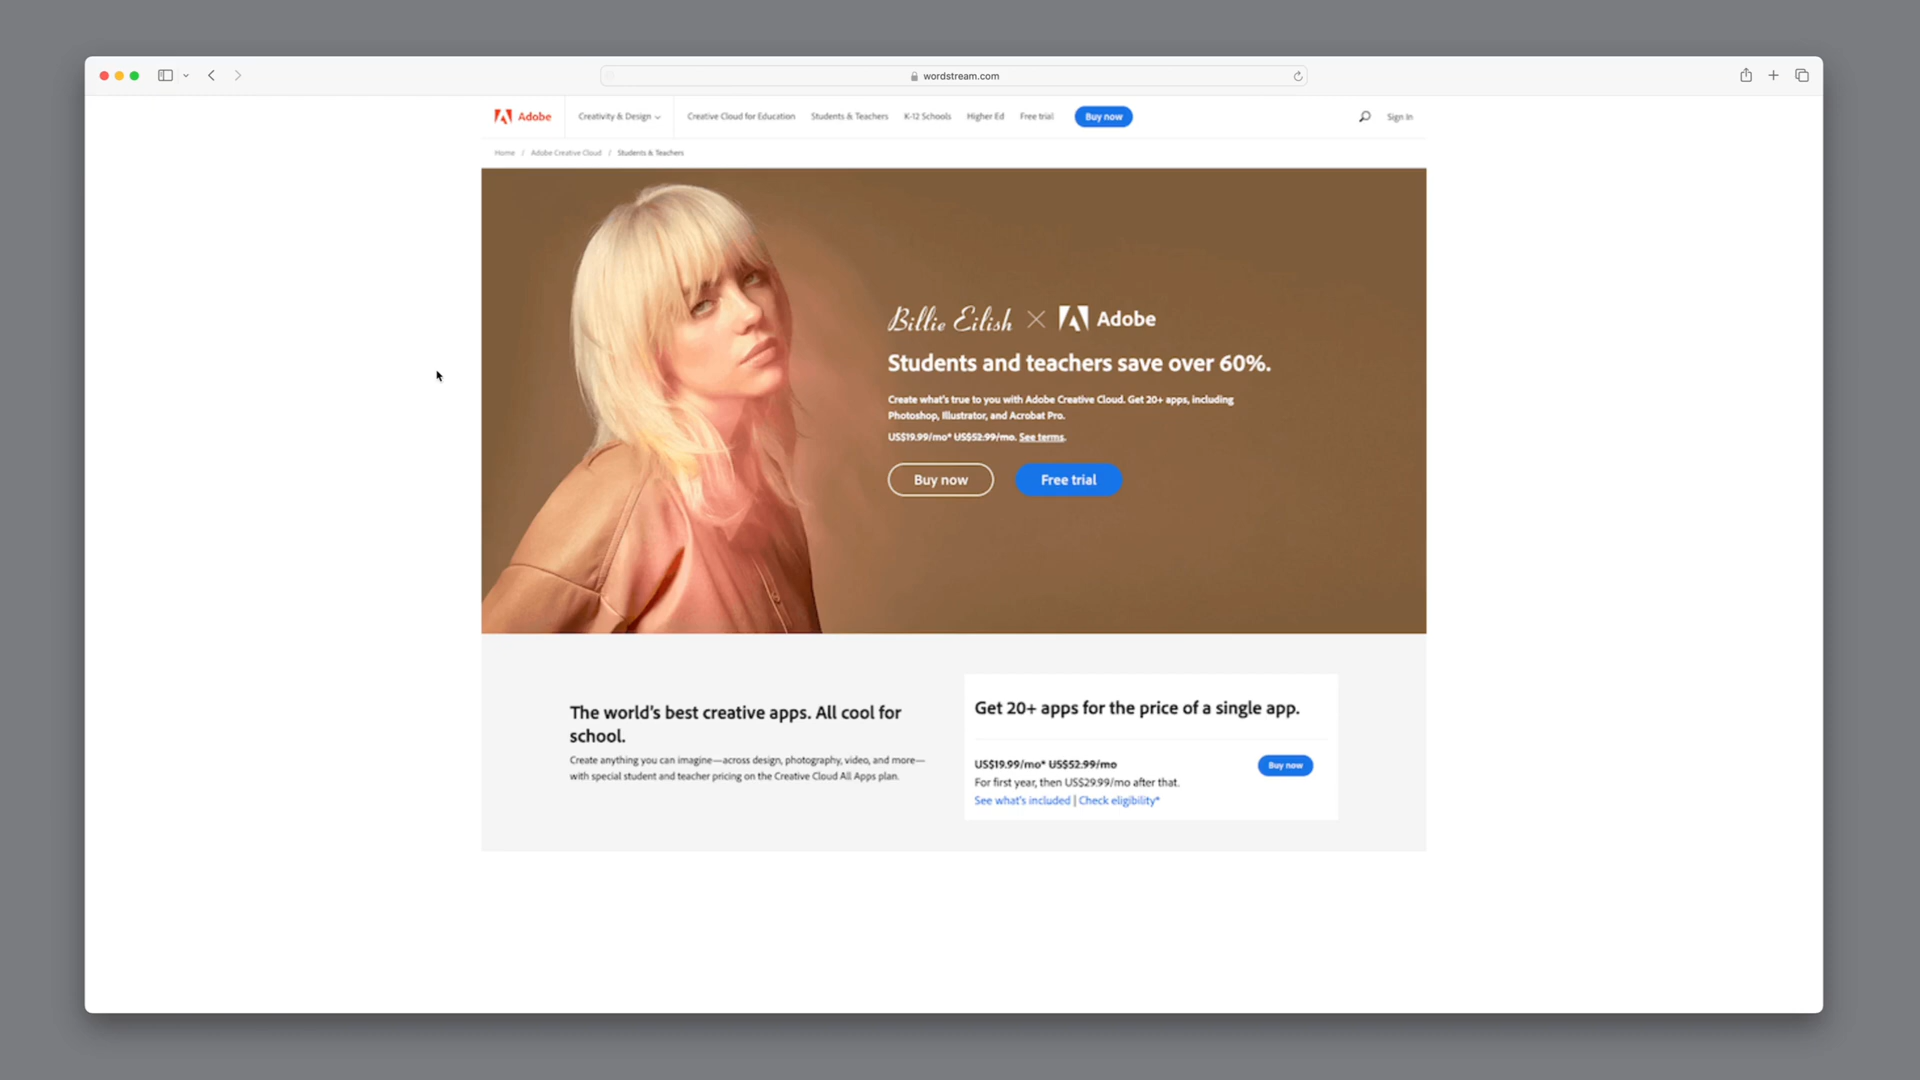 wordstream.com
Adobe
Creativity & Design
Creative Cloud for Education
Students & Teachers
K-12 Schools
Higher Ed
Free trial
Buy now
Sign In
Home / Adobe Creative Cloud / Students & Teachers
Billie Eilish × Adobe
Students and teachers save over 60%.
Create what's true to you with Adobe Creative Cloud. Get 20+ apps, including
Photoshop, Illustrator, and Acrobat Pro.
US$19.99/mo* US$52.99/mo. See terms.
Buy now
Free trial
The world's best creative apps. All cool for
school.
Create anything you can imagine—across design, photography, video, and more—
with special student and teacher pricing on the Creative Cloud All Apps plan.
Get 20+ apps for the price of a single app.
US$19.99/mo* US$52.99/mo
For first year, then US$29.99/mo after that.
See what's included | Check eligibility*
Buy now